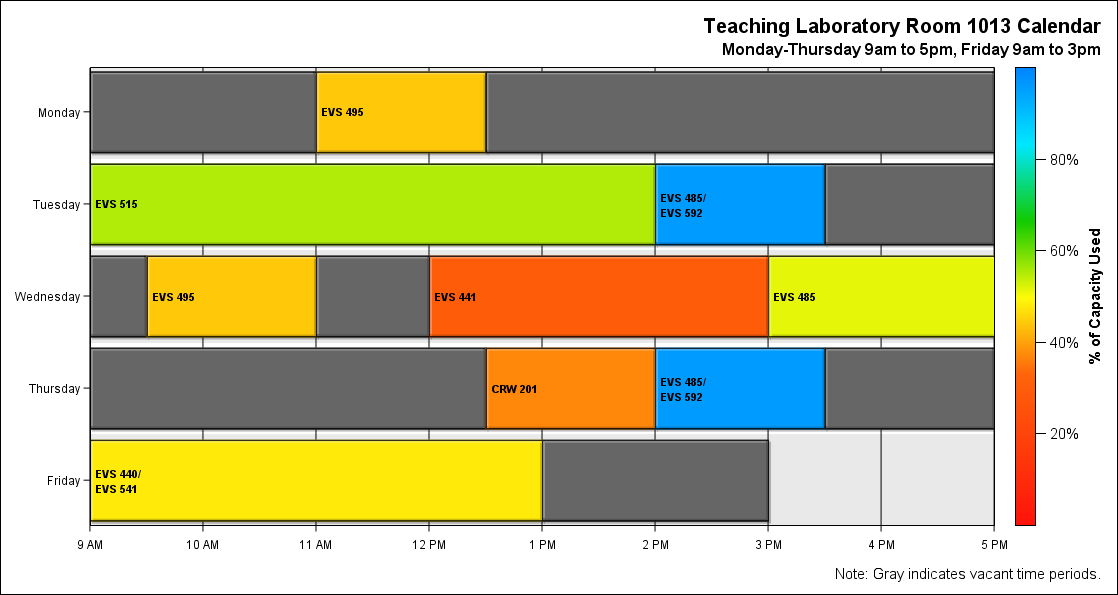 Teaching Laboratory Room 1013 Calendar
Monday-Thursday 9am to 5pm, Friday 9am to 3pm
Monday
EVS 495
Tuesday
EVS 515
EVS 485/
EVS 592
Wednesday
EVS 495
EVS 441
EVS 485
Thursday
CRW 201
EVS 485/
EVS 592
Friday
EVS 440/
EVS 541
9 AM
10 AM
11 AM
12 PM
1 PM
2 PM
3 PM
4 PM
5 PM
80%
60%
40%
20%
% of Capacity Used
Note: Gray indicates vacant time periods.